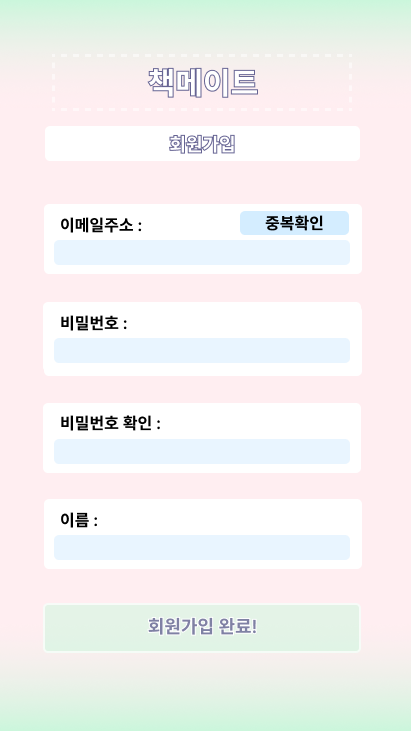 책메이트
회원가입
이메일주소 :
중복확인
비밀번호 :
비밀번호 확인 :
이름 :
회원가입 완료!